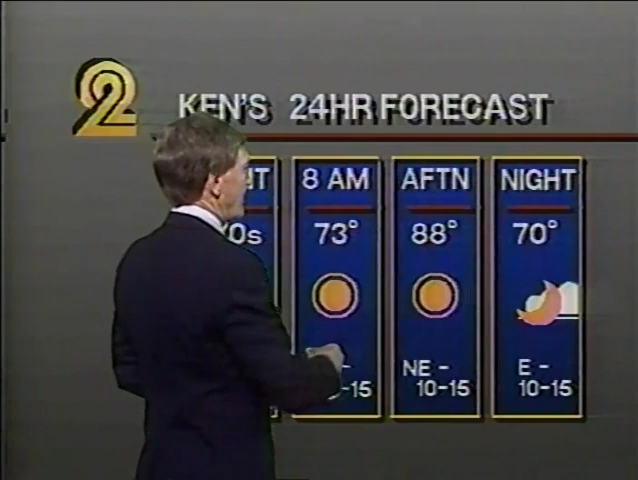 2
KEN'S 24HR FORECAST
8 AM AFTN NIGHT
73° 88° 70°
NE - E -
10-15 10-15